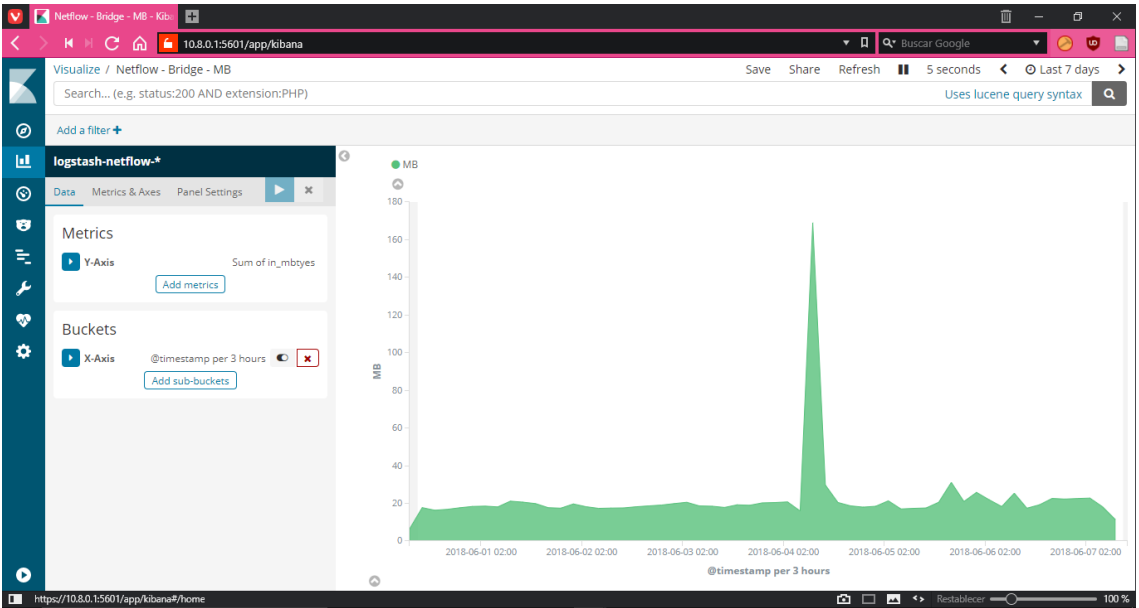 Netflow - Bridge - MB - Kiba
10.8.0.1:5601/app/kibana
Buscar Google
Visualize / Netflow - Bridge - MB
Save Share Refresh 5 seconds Last 7 days
Search... (e.g. status:200 AND extension:PHP)
Uses lucene query syntax
Add a filter
logstash-netflow-*
Data Metrics & Axes Panel Settings
Metrics
Y-Axis Sum of in_mbtyes
Add metrics
Buckets
X-Axis @timestamp per 3 hours
Add sub-buckets
MB
180
160
140
120
100
80
60
40
20
0
MB
2018-06-01 02:00 2018-06-02 02:00 2018-06-03 02:00 2018-06-04 02:00 2018-06-05 02:00 2018-06-06 02:00 2018-06-07 02:00
@timestamp per 3 hours
https://10.8.0.1:5601/app/kibana#/home
Restablecer 100 %